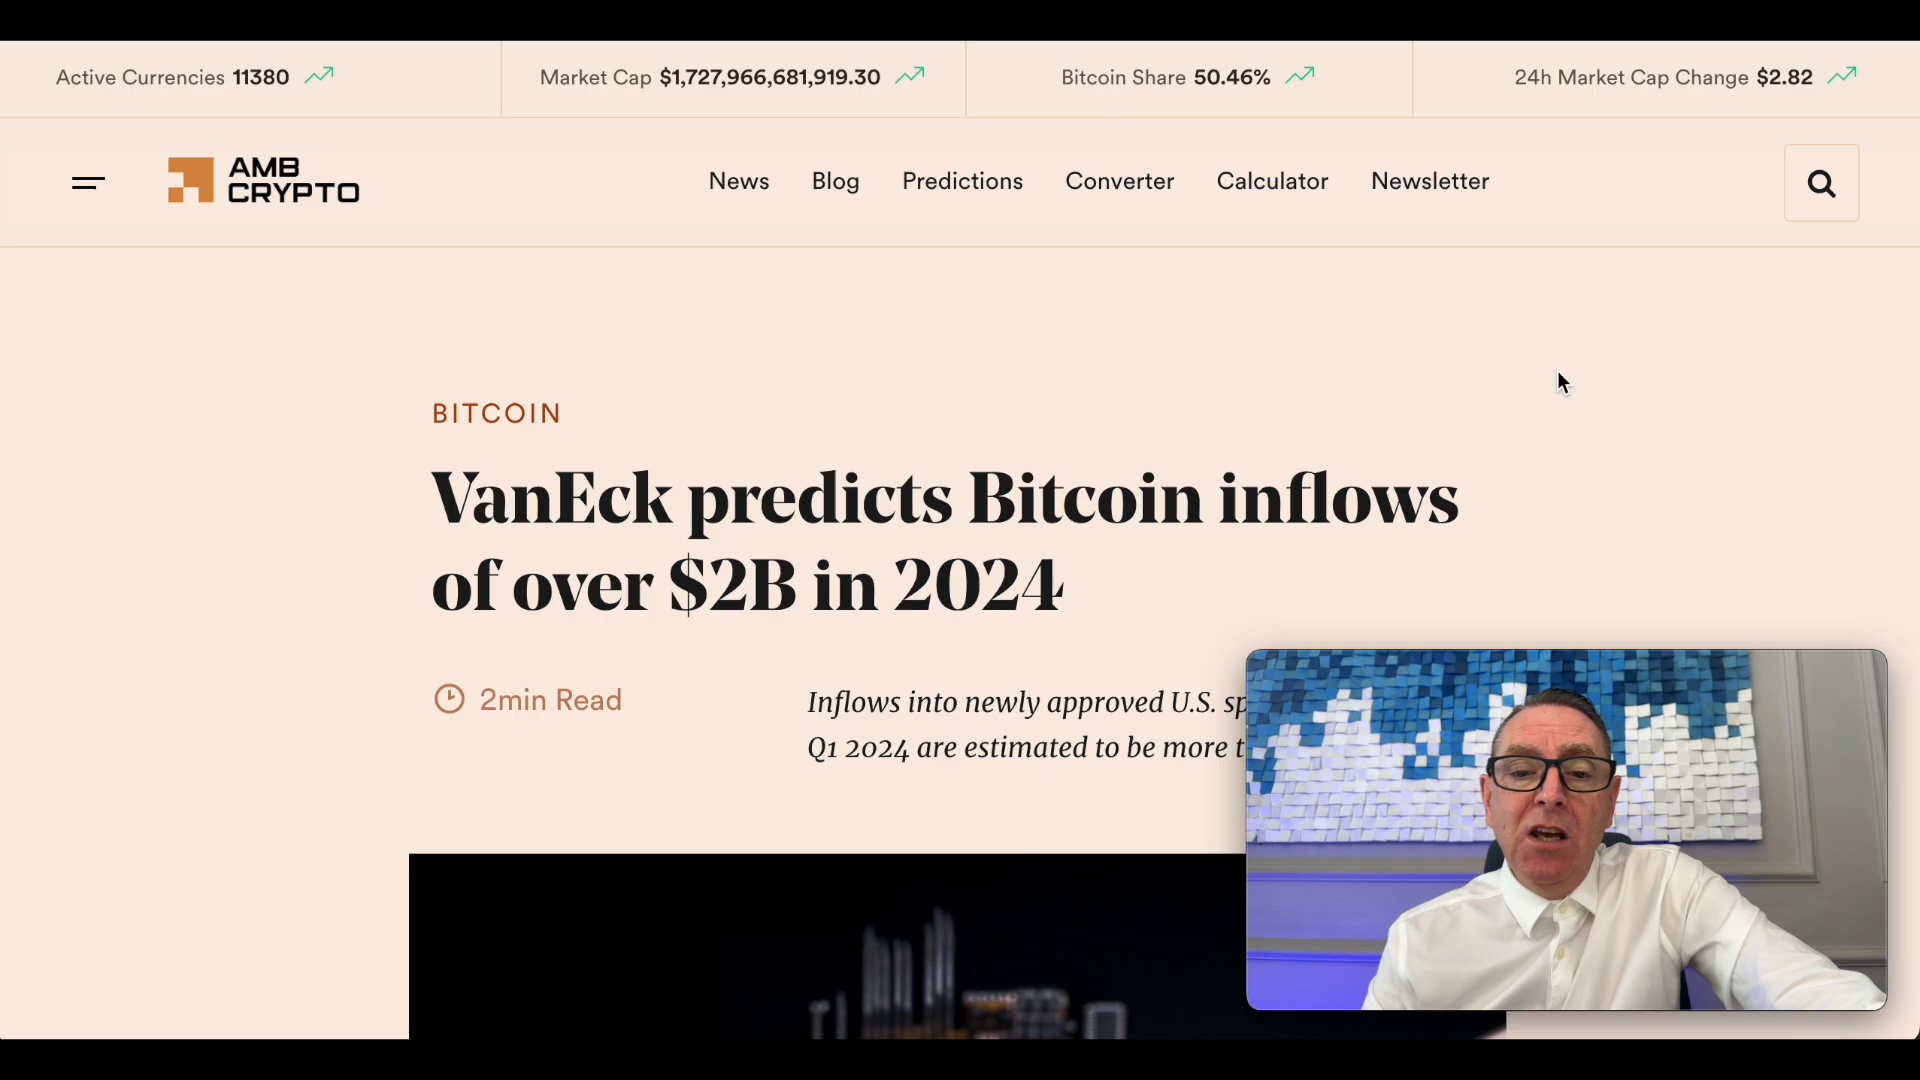 Active Currencies 11380
Market Cap $1,727,966,681,919.30
Bitcoin Share 50.46%
24h Market Cap Change $2.82
AMB
CRYPTO
News
Blog
Predictions
Converter
Calculator
Newsletter
BITCOIN
VanEck predicts Bitcoin inflows
of over $2B in 2024
2min Read
Inflows into newly approved U.S.
Q1 2024 are estimated to be more